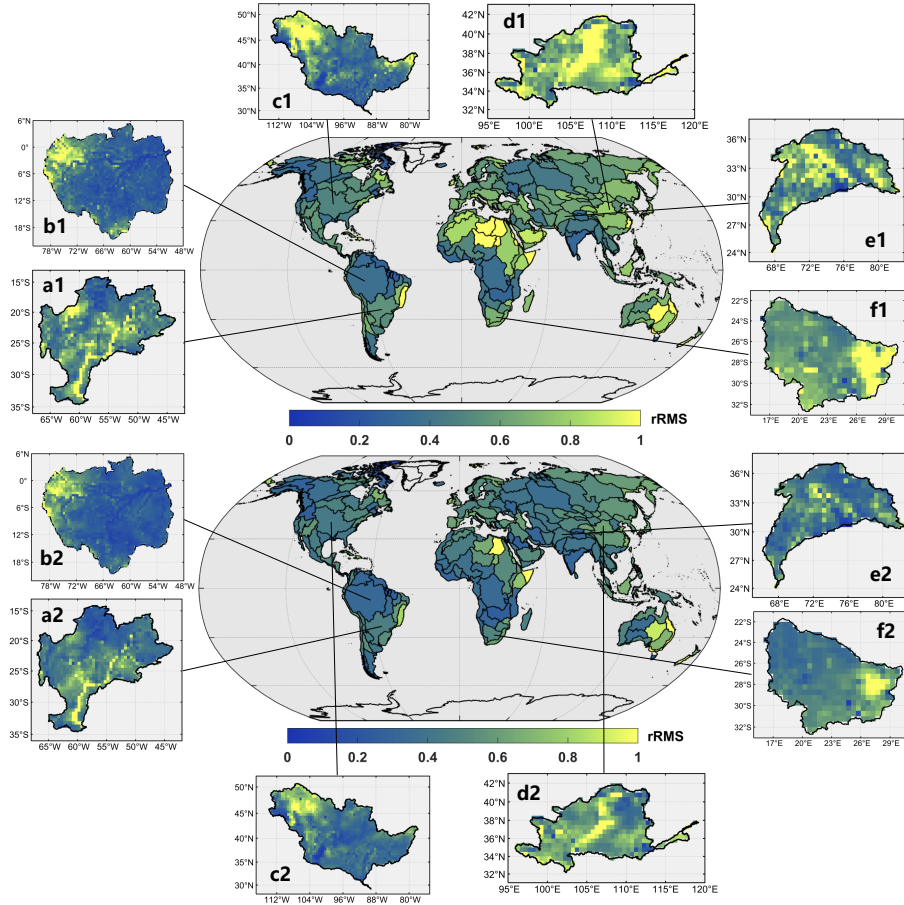 c1
50°N
45°N
40°N
35°N
30°N
112°W 104°W 96°W 88°W 80°W
d1
42°N
40°N
38°N
36°N
34°N
32°N
95°E 100°E 105°E 110°E 115°E 120°E
b1
6°N
0°
6°S
12°S
18°S
78°W 72°W 66°W 60°W 54°W 48°W
e1
36°N
33°N
30°N
27°N
24°N
68°E 72°E 76°E 80°E
a1
15°S
20°S
25°S
30°S
35°S
65°W 60°W 55°W 50°W 45°W
f1
22°S
24°S
26°S
28°S
30°S
32°S
17°E 20°E 23°E 26°E 29°E
rRMS
0 0.2 0.4 0.6 0.8 1
b2
6°N
0°
6°S
12°S
18°S
78°W 72°W 66°W 60°W 54°W 48°W
e2
36°N
33°N
30°N
27°N
24°N
68°E 72°E 76°E 80°E
a2
15°S
20°S
25°S
30°S
35°S
65°W 60°W 55°W 50°W 45°W
f2
22°S
24°S
26°S
28°S
30°S
32°S
17°E 20°E 23°E 26°E 29°E
rRMS
0 0.2 0.4 0.6 0.8 1
c2
50°N
45°N
40°N
35°N
30°N
112°W 104°W 96°W 88°W 80°W
d2
42°N
40°N
38°N
36°N
34°N
32°N
95°E 100°E 105°E 110°E 115°E 120°E